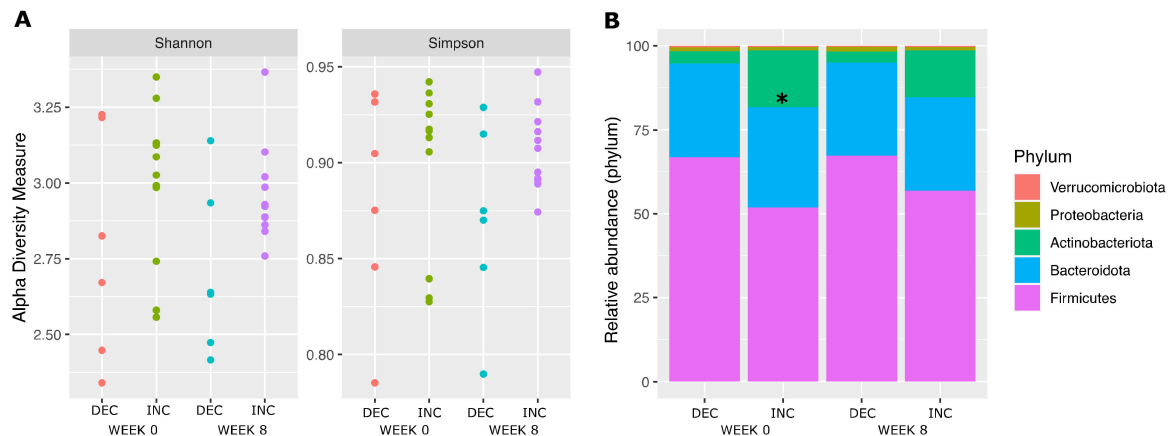 A
Shannon
Simpson
Alpha Diversity Measure
3.25
3.00
2.75
2.50
0.95
0.90
0.85
0.80
DEC INC DEC INC
WEEK 0 WEEK 8
DEC INC DEC INC
WEEK 0 WEEK 8
B
Relative abundance (phylum)
100
75
50
25
0
*
DEC INC DEC INC
WEEK 0 WEEK 8
Phylum
Verrucomicrobiota
Proteobacteria
Actinobacteriota
Bacteroidota
Firmicutes